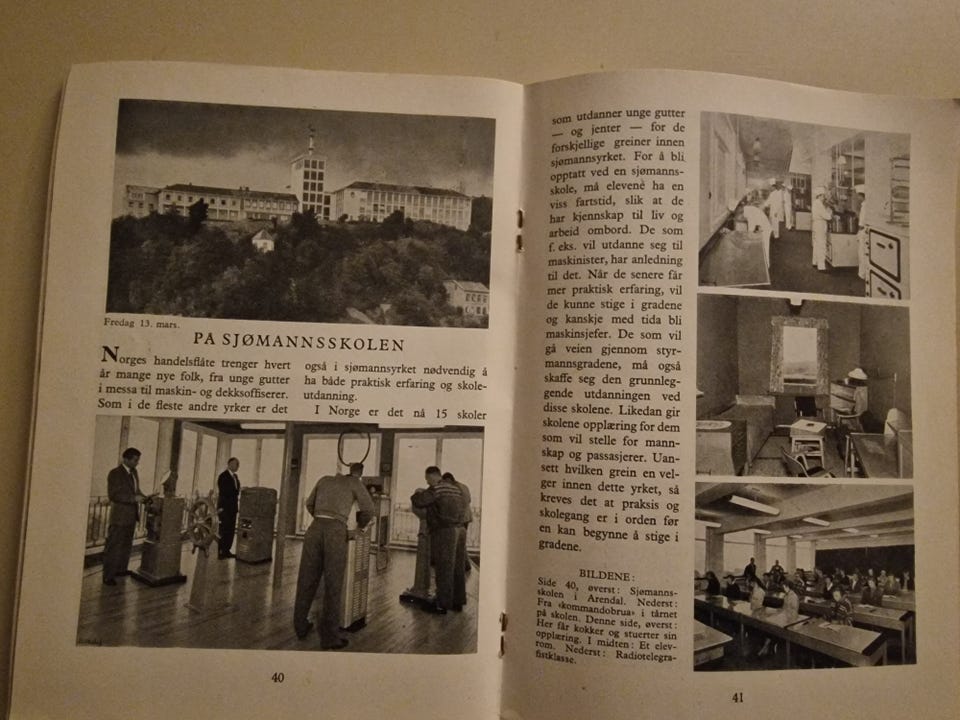 Fredag 13. mars.
PÅ SJØMANNSSKOLEN
Norges handelsflåte trenger hvert
år mange nye folk, fra unge gutter
i messa til maskin- og dekksoffiserer.
Som i de fleste andre yrker er det
også i sjømannsyrket nødvendig å
ha både praktisk erfaring og skole-
utdanning.
I Norge er det nå 15 skoler
40
som utdanner unge gutter
— og jenter — for de
forskjellige greiner innen
sjømannsyrket. For å bli
opptatt ved en sjømanns-
skole, må elevene ha en
viss fartstid, slik at de
har kjennskap til liv og
arbeid ombord. De som
f. eks. vil utdanne seg til
maskinister, har anledning
til det. Når de senere får
mer praktisk erfaring, vil
de kunne stige i gradene
og kanskje med tida bli
maskinsjefer. De som vil
gå veien gjennom styr-
mannsgradene, må også
skaffe seg den grunnleg-
gende utdanningen ved
disse skolene. Likedan gir
skolene opplæring for dem
som vil stelle for mann-
skap og passasjerer. Uan-
sett hvilken grein en vel-
ger innen dette yrket, så
kreves det at praksis og
skolegang er i orden før
en kan begynne å stige i
gradene.
BILDENE:
Side 40, øverst: Sjømanns-
skolen i Arendal. Nederst:
Fra «kommandobrua» i tårnet
på skolen. Denne side, øverst:
Her får kokker og stuerter sin
opplæring. I midten: Et elev-
rom. Nederst: Radiotelegra-
fistklasse.
41